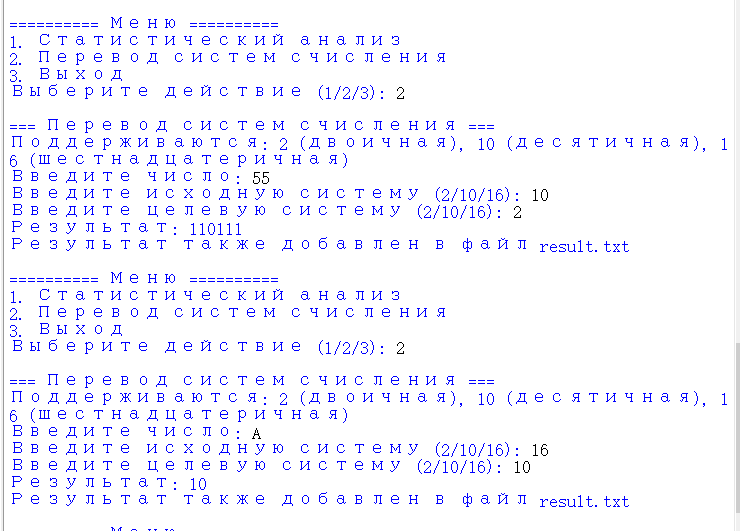 ========== Меню ==========
1. Статистический анализ
2. Перевод систем счисления
3. Выход
Выберите действие (1/2/3): 2
=== Перевод систем счисления ===
Поддерживаются: 2 (двоичная), 10 (десятичная), 1
6 (шестнадцатеричная)
Введите число: 55
Введите исходную систему (2/10/16): 10
Введите целевую систему (2/10/16): 2
Результат: 110111
Результат также добавлен в файл result.txt
========== Меню ==========
1. Статистический анализ
2. Перевод систем счисления
3. Выход
Выберите действие (1/2/3): 2
=== Перевод систем счисления ===
Поддерживаются: 2 (двоичная), 10 (десятичная), 1
6 (шестнадцатеричная)
Введите число: A
Введите исходную систему (2/10/16): 16
Введите целевую систему (2/10/16): 10
Результат: 10
Результат также добавлен в файл result.txt